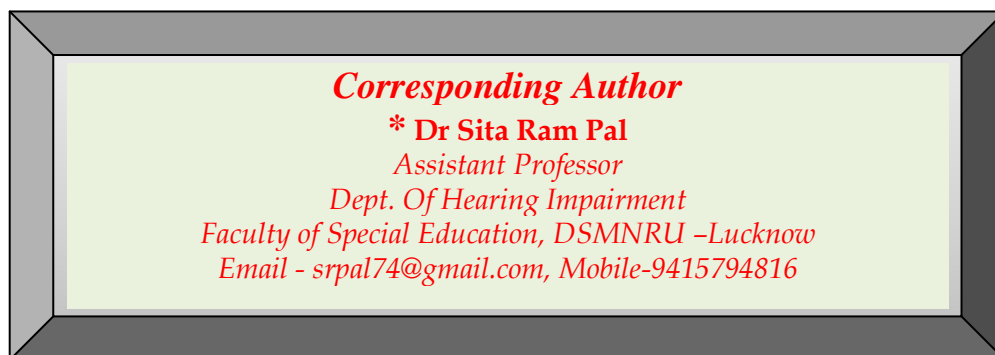 Corresponding Author
* Dr Sita Ram Pal
Assistant Professor
Dept. Of Hearing Impairment
Faculty of Special Education, DSMNRU –Lucknow
Email - srpal74@gmail.com, Mobile-9415794816